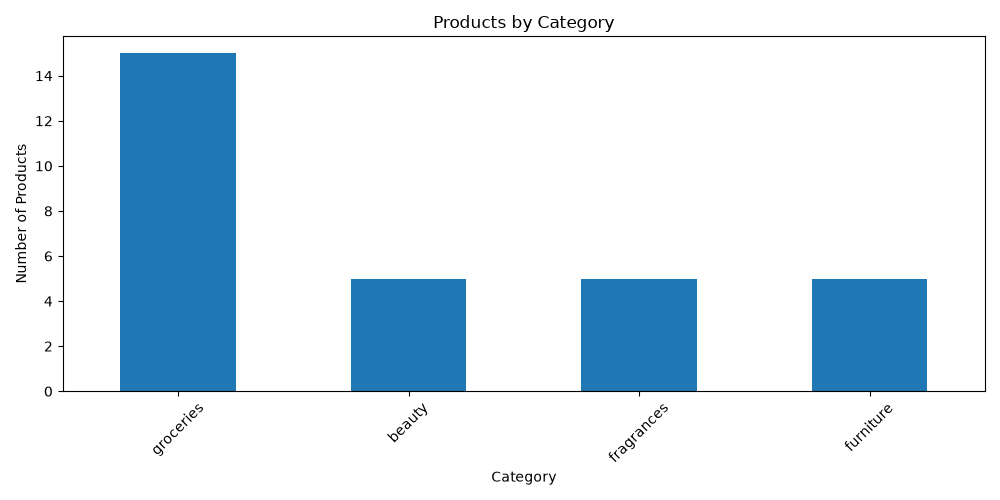 Products by Category
14
12
10
8
6
4
2
0
Number of Products
groceries
beauty
fragrances
furniture
Category